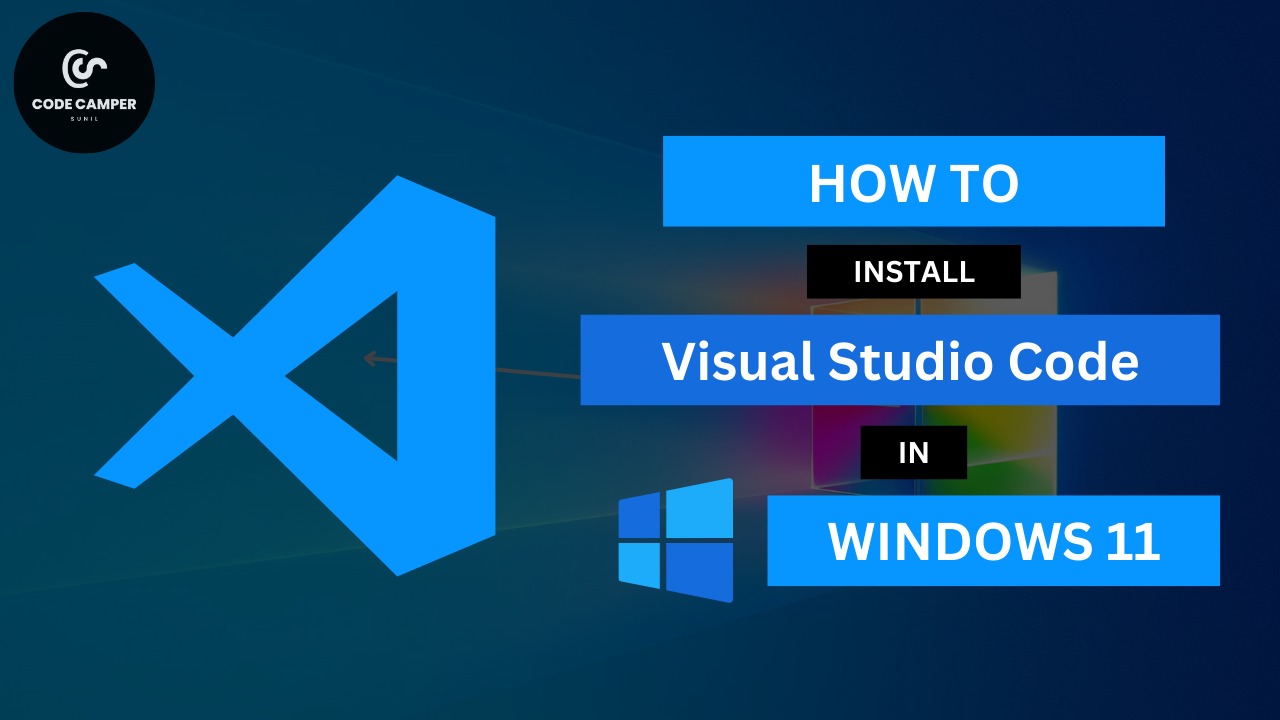 CODE CAMPER
SUNIL
HOW TO
INSTALL
Visual Studio Code
IN
WINDOWS 11